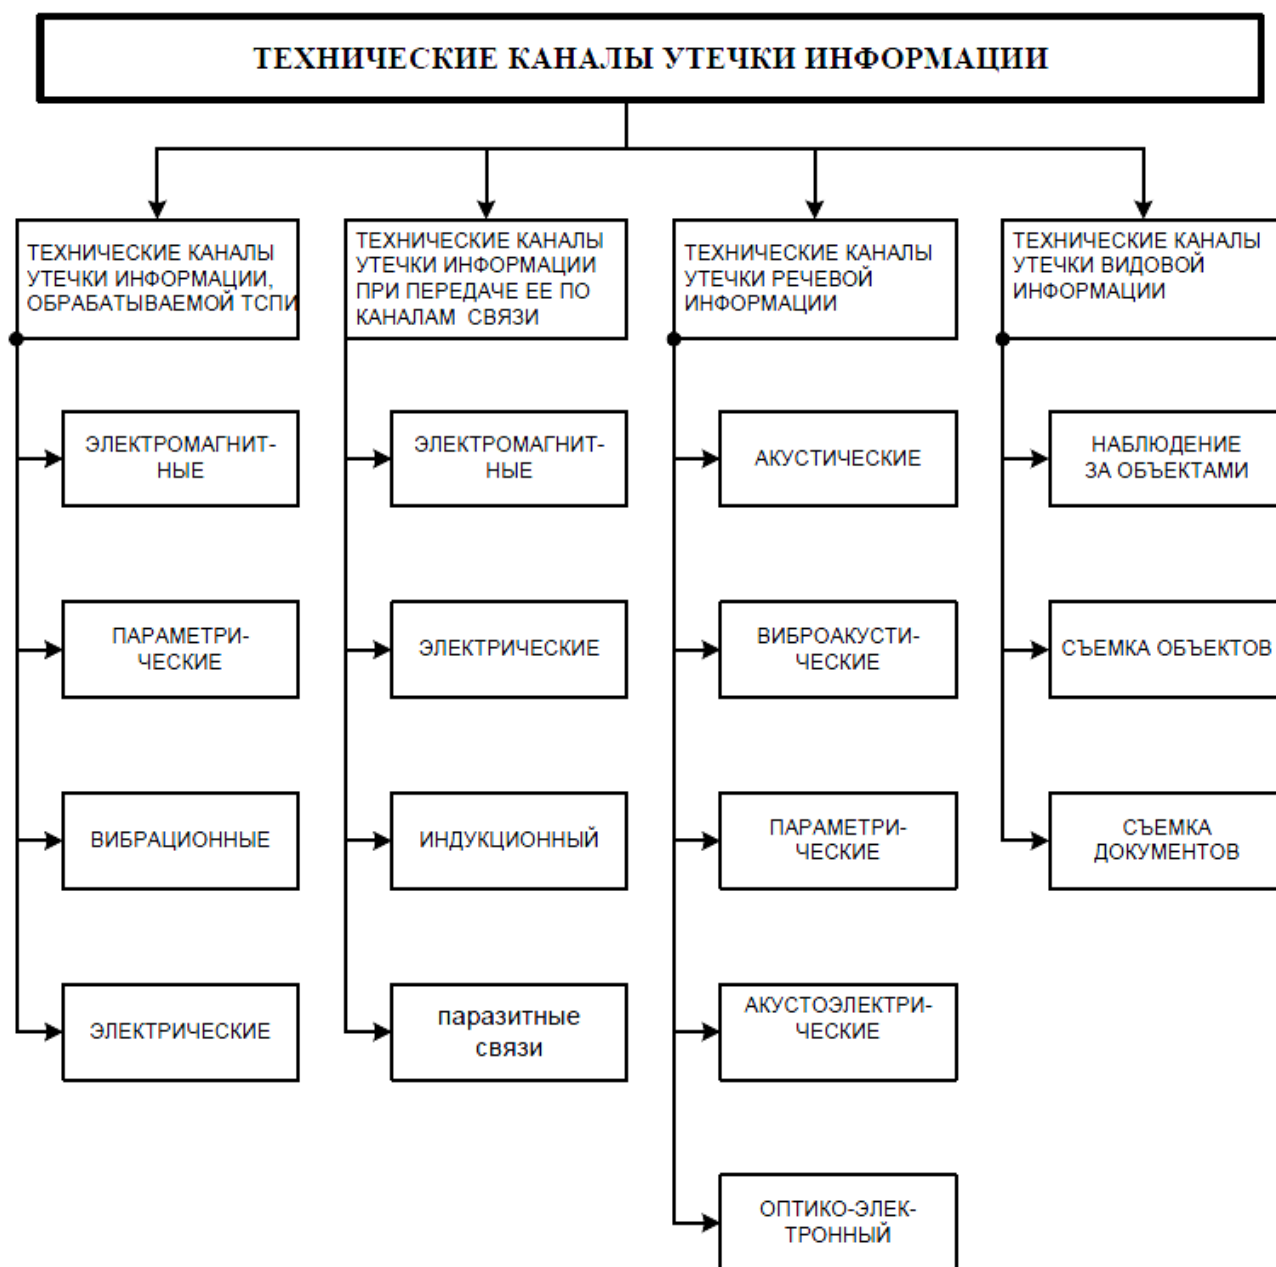 ТЕХНИЧЕСКИЕ КАНАЛЫ УТЕЧКИ ИНФОРМАЦИИ
ТЕХНИЧЕСКИЕ КАНАЛЫ
УТЕЧКИ ИНФОРМАЦИИ,
ОБРАБАТЫВАЕМОЙ ТСПИ
ЭЛЕКТРОМАГНИТ-
НЫЕ
ПАРАМЕТРИ-
ЧЕСКИЕ
ВИБРАЦИОННЫЕ
ЭЛЕКТРИЧЕСКИЕ
ТЕХНИЧЕСКИЕ КАНАЛЫ
УТЕЧКИ ИНФОРМАЦИИ
ПРИ ПЕРЕДАЧЕ ЕЕ ПО
КАНАЛАМ СВЯЗИ
ЭЛЕКТРОМАГНИТ-
НЫЕ
ЭЛЕКТРИЧЕСКИЕ
ИНДУКЦИОННЫЙ
паразитные
связи
ТЕХНИЧЕСКИЕ КАНАЛЫ
УТЕЧКИ РЕЧЕВОЙ
ИНФОРМАЦИИ
АКУСТИЧЕСКИЕ
ВИБРОАКУСТИ-
ЧЕСКИЕ
ПАРАМЕТРИ-
ЧЕСКИЕ
АКУСТОЭЛЕКТРИ-
ЧЕСКИЕ
ОПТИКО-ЭЛЕК-
ТРОННЫЙ
ТЕХНИЧЕСКИЕ КАНАЛЫ
УТЕЧКИ ВИДОВОЙ
ИНФОРМАЦИИ
НАБЛЮДЕНИЕ
ЗА ОБЪЕКТАМИ
СЪЕМКА ОБЪЕКТОВ
СЪЕМКА
ДОКУМЕНТОВ